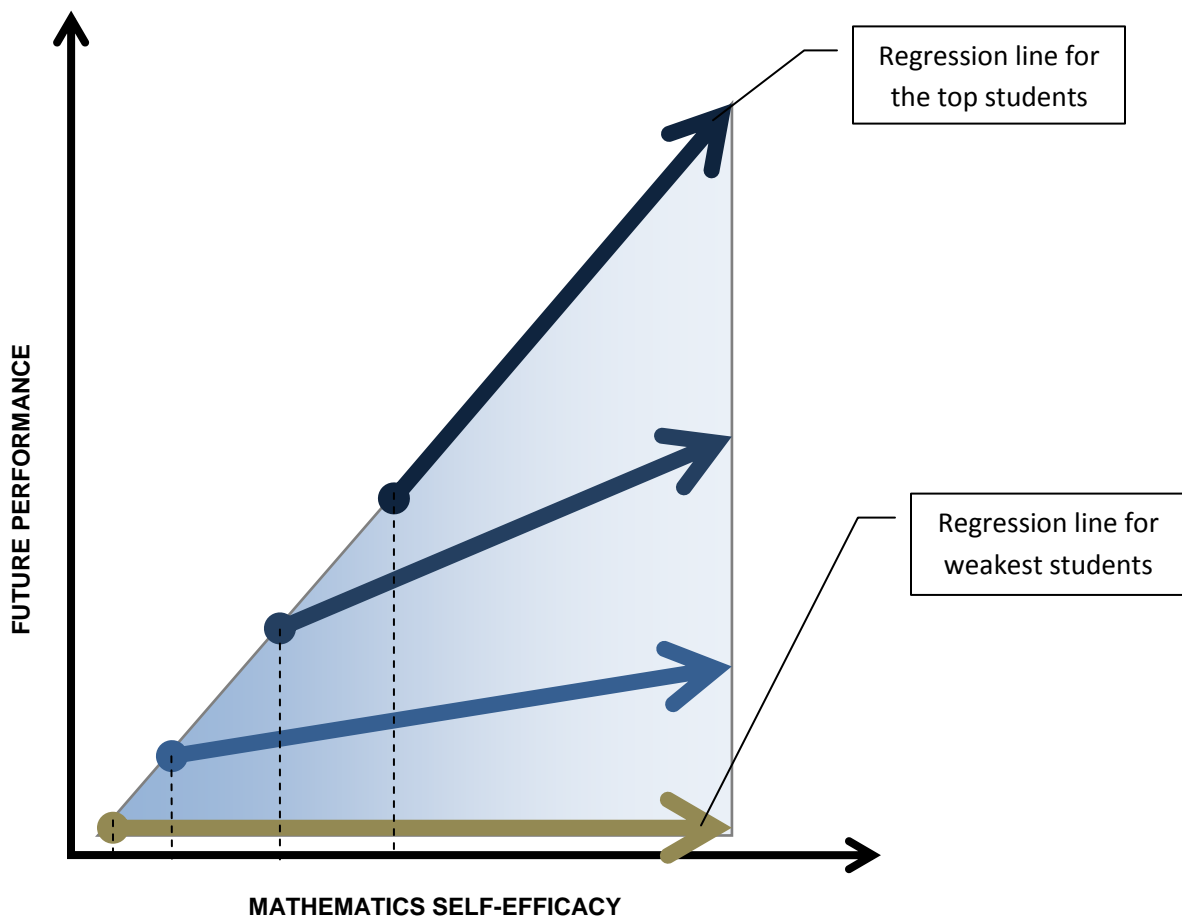 Regression line for
the top students
FUTURE PERFORMANCE
Regression line for
weakest students
MATHEMATICS SELF-EFFICACY